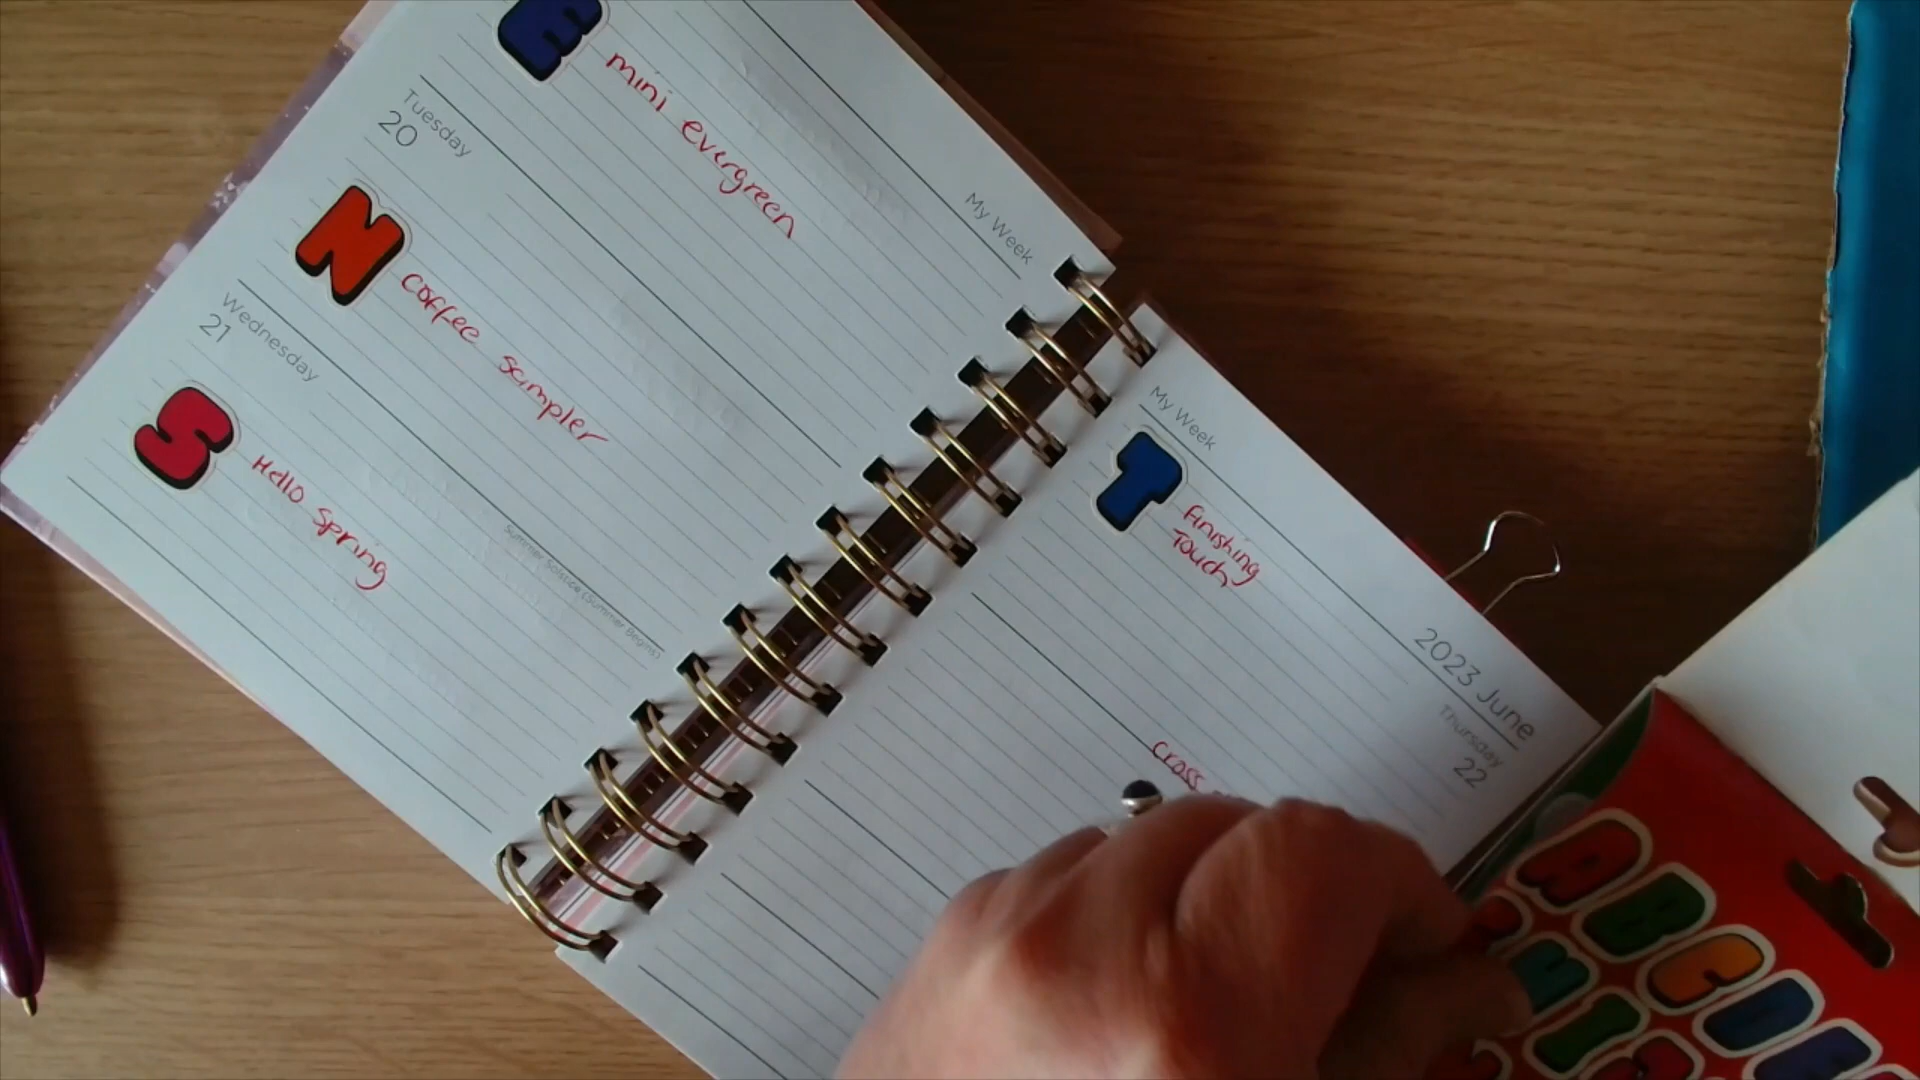 E
mini evergreen
My Week
Tuesday
20
N
coffee sampler
Wednesday
21
S
Hello Spring
Summer Solstice (Summer Begins)
My Week
T
Finishing
Touch
2023 June
Thursday
22
Cross
A B C D